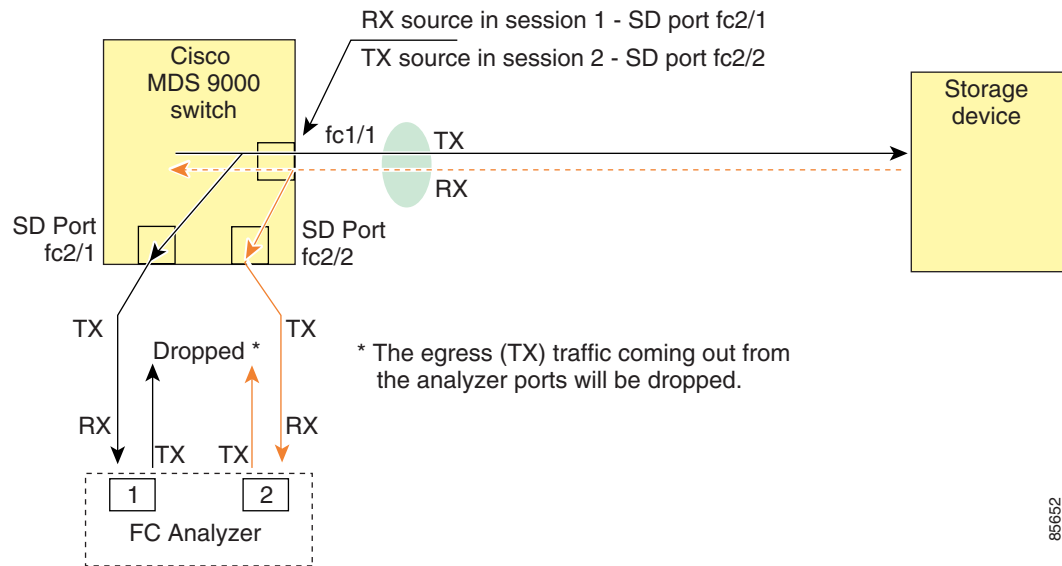 RX source in session 1 - SD port fc2/1
TX source in session 2 - SD port fc2/2
Cisco
MDS 9000
switch
Storage
device
fc1/1
TX
RX
SD Port
fc2/1
SD Port
fc2/2
TX
TX
Dropped *
* The egress (TX) traffic coming out from
the analyzer ports will be dropped.
RX
TX
TX
RX
1
2
FC Analyzer
85652